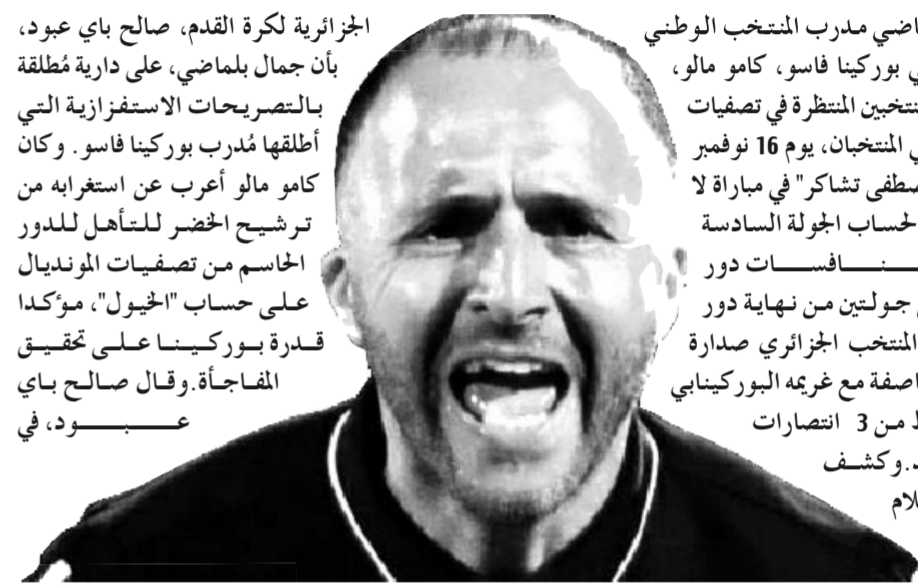 مدرب المنتخب الوطني
بوركينا فاسو، كامو مالو،
المنتظرة في تصفيات
المنتخبان، يوم 16 نوفمبر
تشاكر" في مباراة لا
لحساب الجولة السادسة
دور
جولتين من نهاية دور
المنتخب الجزائري صدارة
مع غريمه البوركينابي
من 3 انتصارات
.وكشف
الجزائرية لكرة القدم، صالح باي عبود،
بأن جمال بلماضي، على دارية مُطلقة
بالتصريحات الاستفزازية التي
أطلقها مُدرب بوركينا فاسو. وكان
كامو مالو أعرب عن استغرابه من
ترشيح الخضر للتأهل للدور
الحاسم من تصفيات المونديال
على حساب "الخيول"، مؤكدا
قدرة بوركينا على تحقيق
المفاجأة.وقال صالح باي
عبـــــود، في